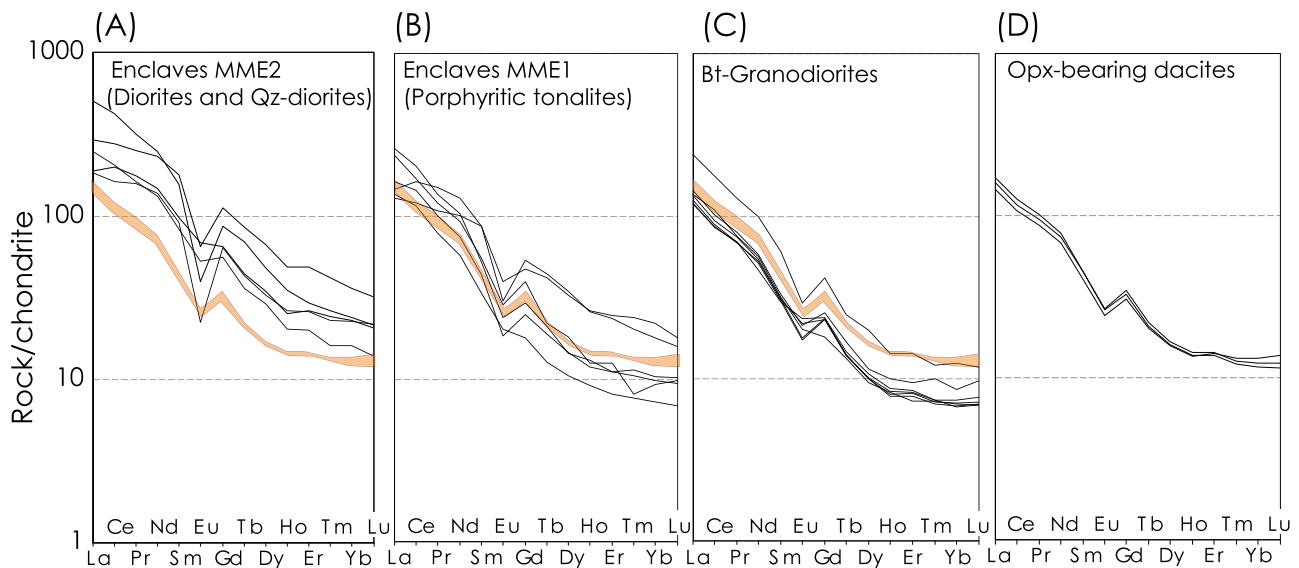 (A) (B) (C) (D)
1000
Enclaves MME2
(Diorites and Qz-diorites)
Enclaves MME1
(Porphyritic tonalites)
Bt-Granodiorites
Opx-bearing dacites
100
10
1
Rock/chondrite
Ce Nd Eu Tb Ho Tm Lu
La Pr Sm Gd Dy Er Yb
Ce Nd Eu Tb Ho Tm Lu
La Pr Sm Gd Dy Er Yb
Ce Nd Eu Tb Ho Tm Lu
La Pr Sm Gd Dy Er Yb
Ce Nd Eu Tb Ho Tm Lu
La Pr Sm Gd Dy Er Yb